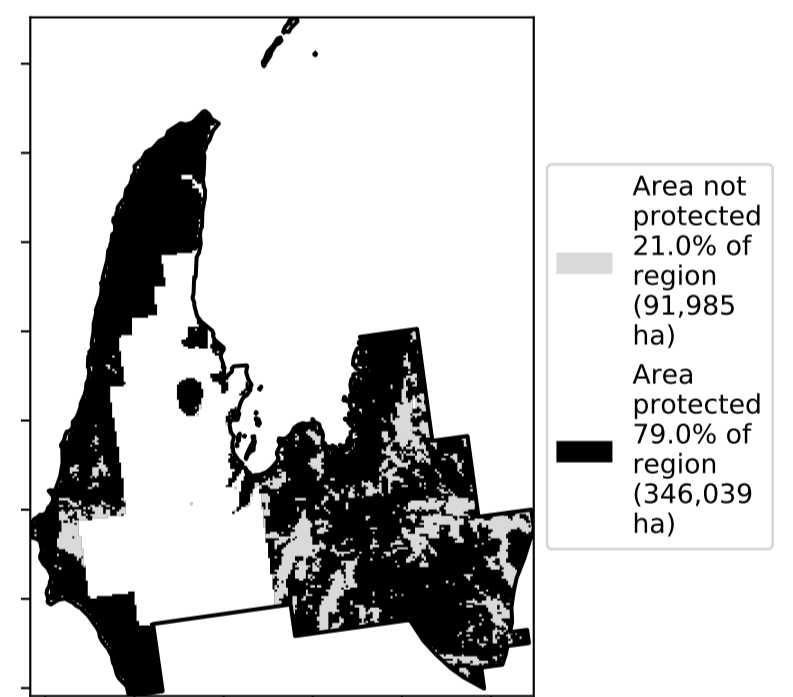 Area not
protected
21.0% of
region
(91,985
ha)
Area
protected
79.0% of
region
(346,039
ha)